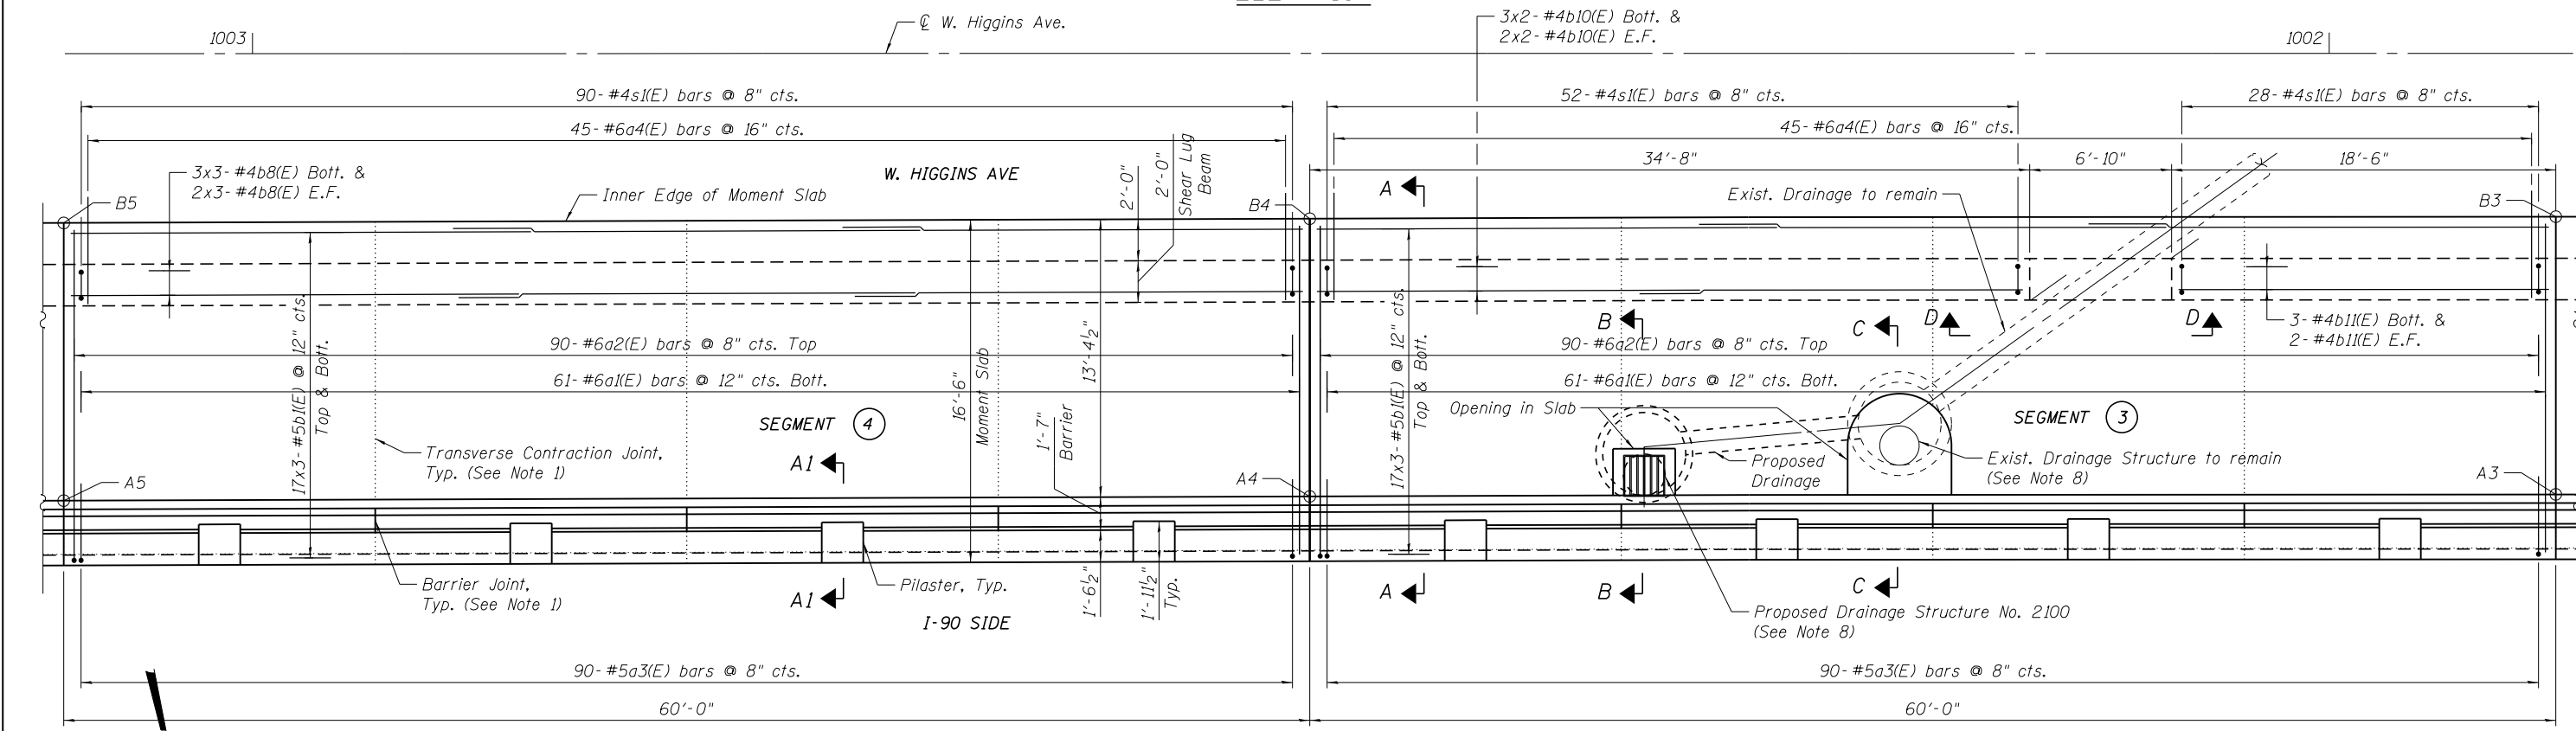 ℄ W. Higgins Ave.
3x2-#4b10(E) Bott. &
2x2-#4b10(E) E.F.
1003
1002
90-#4s1(E) bars @ 8" cts.
52-#4s1(E) bars @ 8" cts.
28-#4s1(E) bars @ 8" cts.
45-#6a4(E) bars @ 16" cts.
45-#6a4(E) bars @ 16" cts.
34'-8"
6'-10"
18'-6"
3x3-#4b8(E) Bott. &
2x3-#4b8(E) E.F.
W. HIGGINS AVE
2'-0"
2'-0"
Shear Lug
Beam
Inner Edge of Moment Slab
A
Exist. Drainage to remain
B5
B4
B3
B
C
D
D
3-#4b11(E) Bott. &
2-#4b11(E) E.F.
90-#6a2(E) bars @ 8" cts. Top
90-#6a2(E) bars @ 8" cts. Top
61-#6a1(E) bars @ 12" cts. Bott.
61-#6a1(E) bars @ 12" cts. Bott.
17x3-#5b1(E) @ 12" cts.
Top & Bott.
16'-6"
Moment Slab
13'-4½"
1'-7"
Barrier
17x3-#5b1(E) @ 12" cts.
Top & Bott.
Opening in Slab
SEGMENT 4
SEGMENT 3
Transverse Contraction Joint,
Typ. (See Note 1)
A1
Proposed
Drainage
Exist. Drainage Structure to remain
(See Note 8)
A5
A4
A3
Barrier Joint,
Typ. (See Note 1)
A1
Pilaster, Typ.
1'-6½"
1'-11½"
Typ.
A
B
C
I-90 SIDE
Proposed Drainage Structure No. 2100
(See Note 8)
90-#5a3(E) bars @ 8" cts.
90-#5a3(E) bars @ 8" cts.
60'-0"
60'-0"